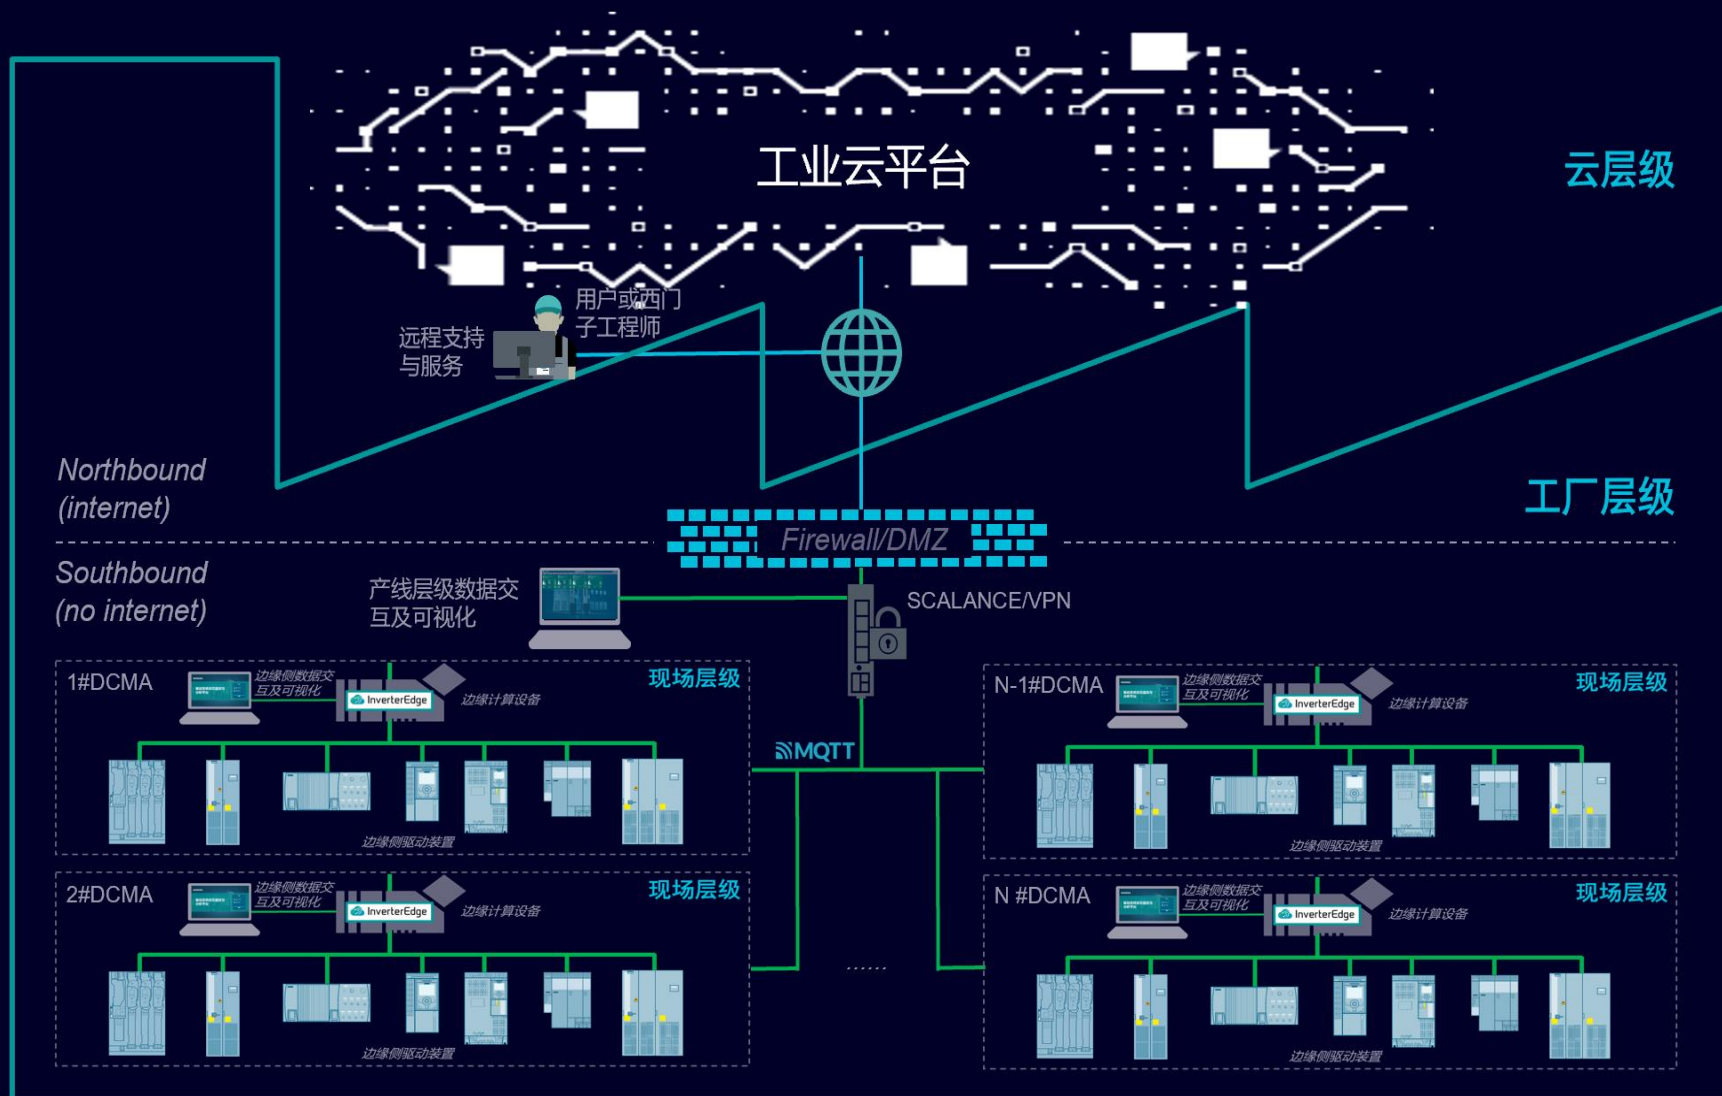 工业云平台
云层级
用户或西门
子工程师
远程支持
与服务
Northbound
(internet)
工厂层级
Firewall/DMZ
Southbound
(no internet)
产线层级数据交
互及可视化
SCALANCE/VPN
1#DCMA
边缘侧数据交
互及可视化
InverterEdge
边缘计算设备
现场层级
边缘侧驱动装置
MQTT
N-1#DCMA
边缘侧数据交
互及可视化
InverterEdge
边缘计算设备
现场层级
边缘侧驱动装置
2#DCMA
边缘侧数据交
互及可视化
InverterEdge
边缘计算设备
现场层级
边缘侧驱动装置
......
N #DCMA
边缘侧数据交
互及可视化
InverterEdge
边缘计算设备
现场层级
边缘侧驱动装置